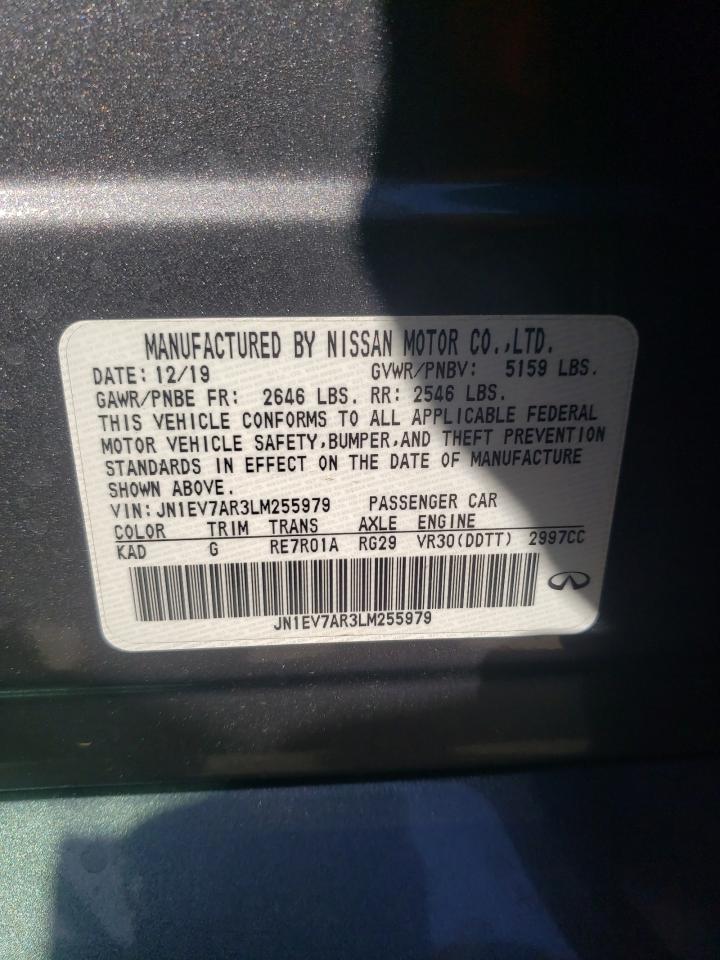 MANUFACTURED BY NISSAN MOTOR CO.,LTD.
DATE: 12/19 GVWR/PNBV: 5159 LBS.
GAWR/PNBE FR: 2646 LBS. RR: 2546 LBS.
THIS VEHICLE CONFORMS TO ALL APPLICABLE FEDERAL
MOTOR VEHICLE SAFETY,BUMPER,AND THEFT PREVENTION
STANDARDS IN EFFECT ON THE DATE OF MANUFACTURE
SHOWN ABOVE.
VIN: JN1EV7AR3LM255979 PASSENGER CAR
COLOR TRIM TRANS AXLE ENGINE
KAD G RE7R01A RG29 VR30(DDTT) 2997CC
JN1EV7AR3LM255979